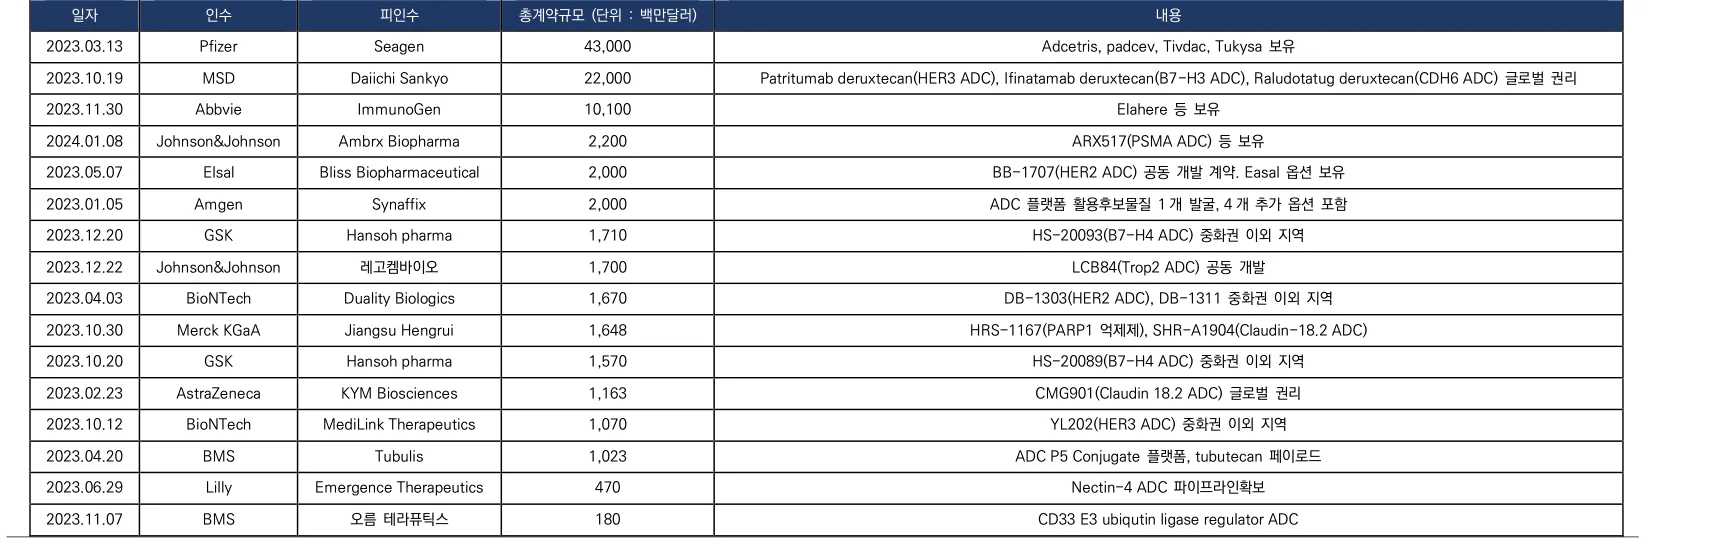 일자 인수 피인수 총계약규모 (단위 : 백만달러) 내용
2023.03.13 Pfizer Seagen 43,000 Adcetris, padcev, Tivdac, Tukysa 보유
2023.10.19 MSD Daiichi Sankyo 22,000 Patritumab deruxtecan(HER3 ADC), Ifinatamab deruxtecan(B7-H3 ADC), Raludotatug deruxtecan(CDH6 ADC) 글로벌 권리
2023.11.30 Abbvie ImmunoGen 10,100 Elahere 등 보유
2024.01.08 Johnson&Johnson Ambrx Biopharma 2,200 ARX517(PSMA ADC) 등 보유
2023.05.07 Elsal Bliss Biopharmaceutical 2,000 BB-1707(HER2 ADC) 공동 개발 계약. Easal 옵션 보유
2023.01.05 Amgen Synaffix 2,000 ADC 플랫폼 활용후보물질 1개 발굴, 4개 추가 옵션 포함
2023.12.20 GSK Hansoh pharma 1,710 HS-20093(B7-H4 ADC) 중화권 이외 지역
2023.12.22 Johnson&Johnson 레고켐바이오 1,700 LCB84(Trop2 ADC) 공동 개발
2023.04.03 BioNTech Duality Biologics 1,670 DB-1303(HER2 ADC), DB-1311 중화권 이외 지역
2023.10.30 Merck KGaA Jiangsu Hengrui 1,648 HRS-1167(PARP1 억제제), SHR-A1904(Claudin-18.2 ADC)
2023.10.20 GSK Hansoh pharma 1,570 HS-20089(B7-H4 ADC) 중화권 이외 지역
2023.02.23 AstraZeneca KYM Biosciences 1,163 CMG901(Claudin 18.2 ADC) 글로벌 권리
2023.10.12 BioNTech MediLink Therapeutics 1,070 YL202(HER3 ADC) 중화권 이외 지역
2023.04.20 BMS Tubulis 1,023 ADC P5 Conjugate 플랫폼, tubutecan 페이로드
2023.06.29 Lilly Emergence Therapeutics 470 Nectin-4 ADC 파이프라인확보
2023.11.07 BMS 오름 테라퓨틱스 180 CD33 E3 ubiqutin ligase regulator ADC